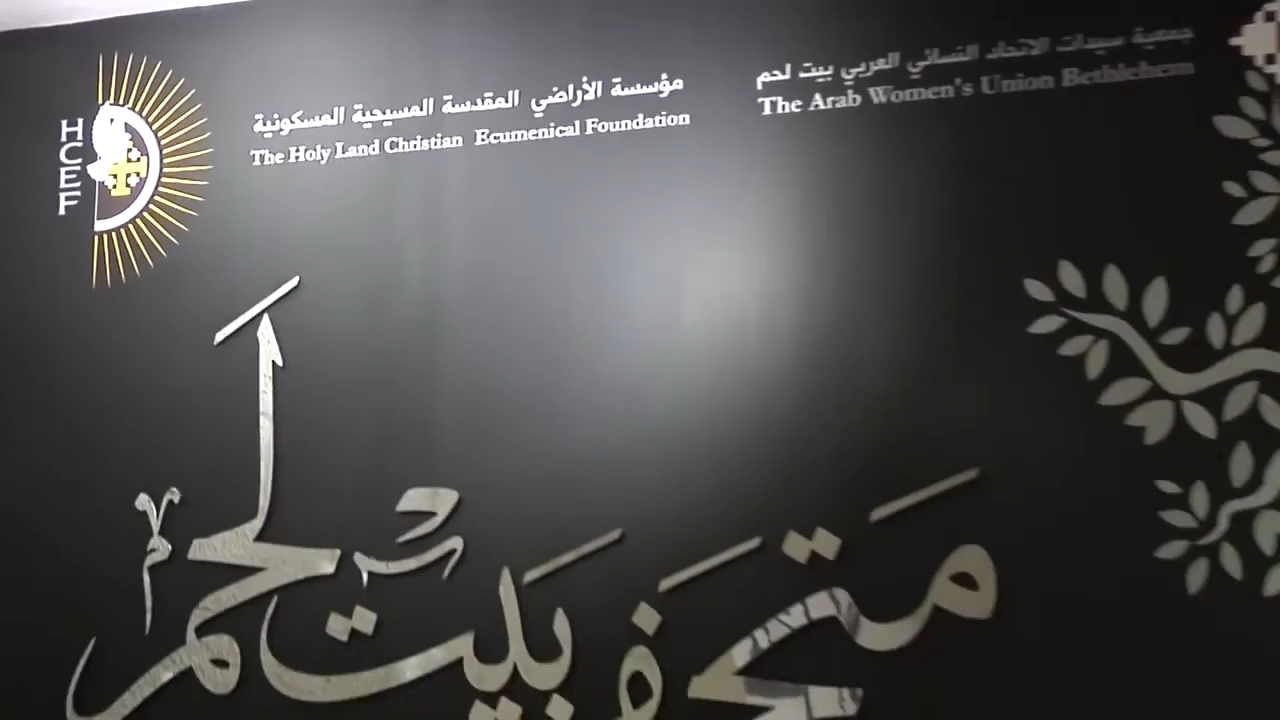 HCEF
مؤسسة الأراضي المقدسة المسيحية المسكونية
The Holy Land Christian Ecumenical Foundation
جمعية سيدات الاتحاد النسائي العربي بيت لحم
The Arab Women's Union Bethlehem
متحف بيت لحم